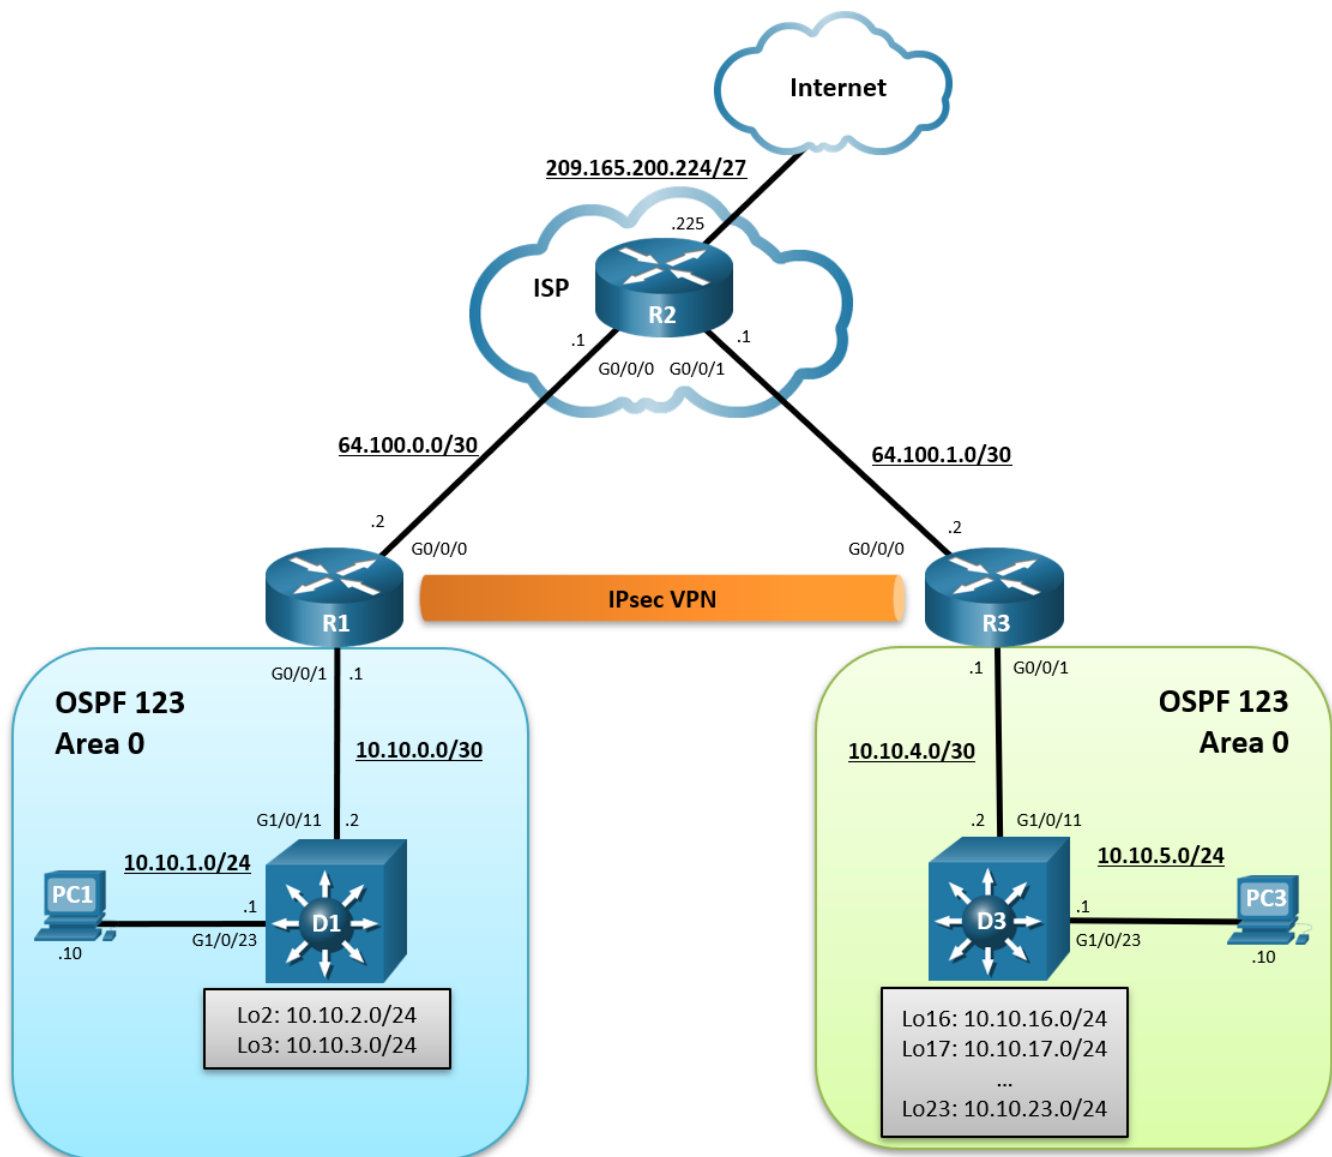 Internet
209.165.200.224/27
.225
ISP
R2
.1
.1
G0/0/0
G0/0/1
64.100.0.0/30
64.100.1.0/30
.2
.2
G0/0/0
G0/0/0
IPsec VPN
R1
R3
G0/0/1
.1
.1
G0/0/1
OSPF 123
Area 0
OSPF 123
Area 0
10.10.0.0/30
10.10.4.0/30
G1/0/11
.2
.2
G1/0/11
10.10.1.0/24
10.10.5.0/24
PC1
.1
D1
G1/0/23
.10
D3
.1
PC3
G1/0/23
.10
Lo2: 10.10.2.0/24
Lo3: 10.10.3.0/24
Lo16: 10.10.16.0/24
Lo17: 10.10.17.0/24
...
Lo23: 10.10.23.0/24